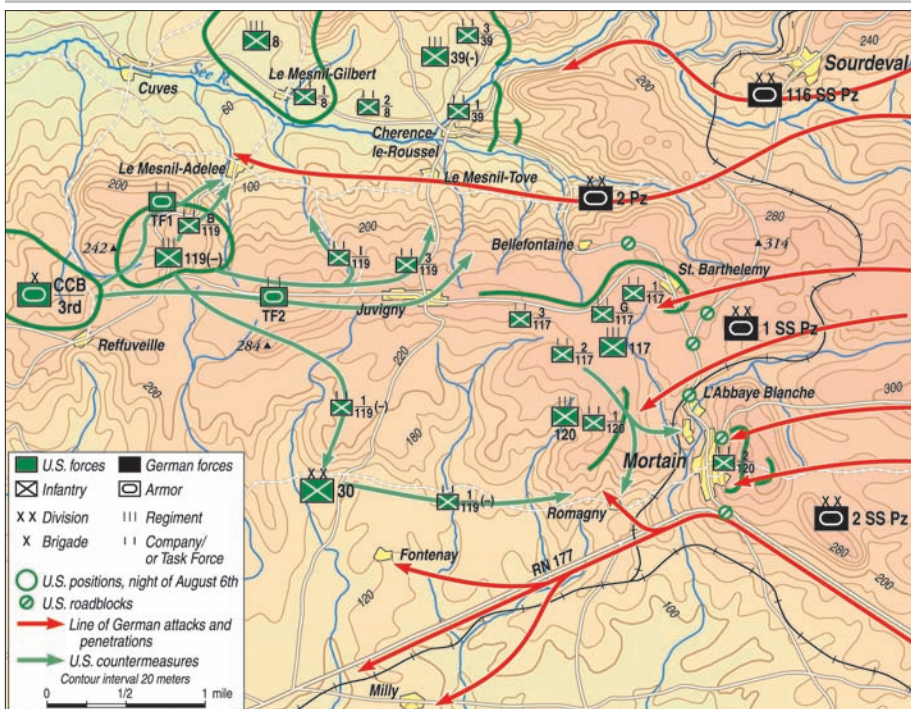 8
39(-)
3
39
240
Sourdeval
See R.
Le Mesnil-Gilbert
Cuves
1
8
2
8
1
39
200
116 SS Pz
60
Cherence-
le-Roussel
Le Mesnil-Adelee
200
100
Le Mesnil-Tove
2 Pz
TF1
B
119
200
280
314
242
119(–)
1
119
3
119
Bellefontaine
St. Barthelemy
CCB
3rd
TF2
Juvigny
1
117
G
117
3
117
117
1 SS Pz
Reffuveille
284
220
2
117
L'Abbaye Blanche
300
200
1
119
(–)
180
120
1
120
Mortain
2
120
U.S. forces
German forces
Infantry
Armor
X X Division
Regiment
X Brigade
Company/
or Task Force
U.S. positions, night of August 6th
U.S. roadblocks
Line of German attacks and
penetrations
U.S. countermeasures
Contour interval 20 meters
0
1/2
1 mile
30
1
119
(–)
Romagny
2 SS Pz
280
200
Fontenay
RN 177
120
100
Milly